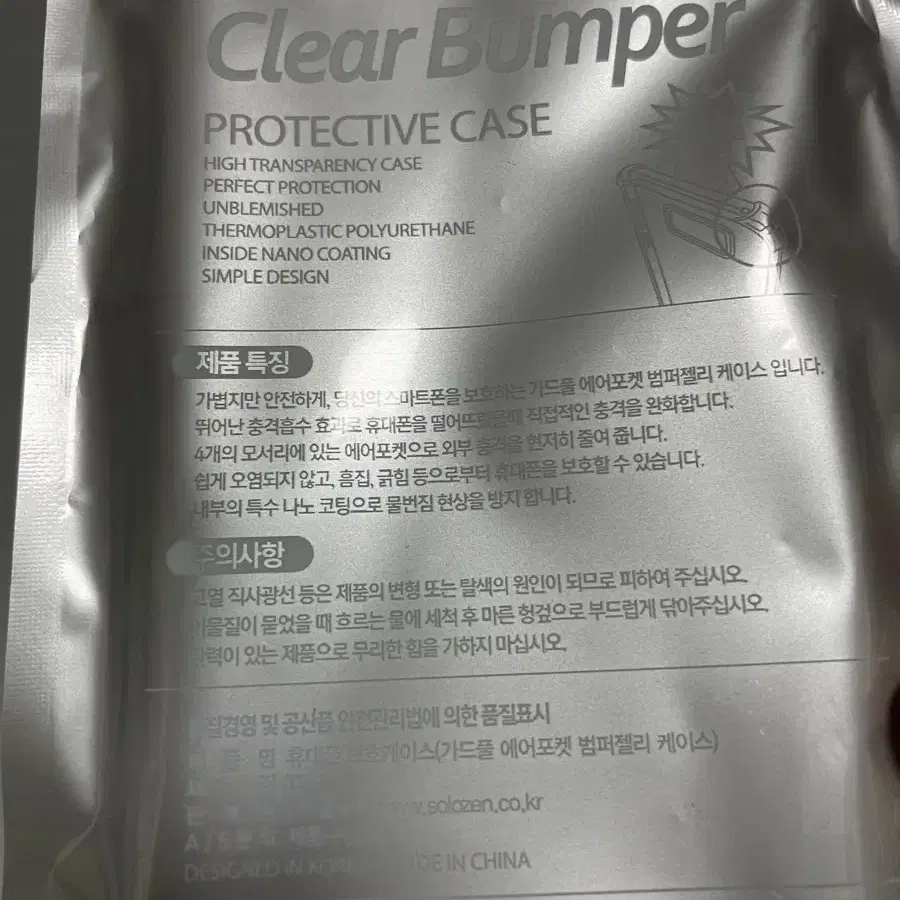 Clear Bumper
PROTECTIVE CASE
HIGH TRANSPARENCY CASE
PERFECT PROTECTION
UNBLEMISHED
THERMOPLASTIC POLYURETHANE
INSIDE NANO COATING
SIMPLE DESIGN
제품 특징
가볍지만 안전하게, 당신의 스마트폰을 보호하는 가드풀 에어포켓 범퍼젤리 케이스 입니다.
뛰어난 충격흡수 효과로 휴대폰을 떨어뜨렸을때 직접적인 충격을 완화합니다.
4개의 모서리에 있는 에어포켓으로 외부 충격을 현저히 줄여 줍니다.
쉽게 오염되지 않고, 흠집, 긁힘 등으로부터 휴대폰을 보호할 수 있습니다.
내부의 특수 나노 코팅으로 물번짐 현상을 방지 합니다.
주의사항
고열 직사광선 등은 제품의 변형 또는 탈색의 원인이 되므로 피하여 주십시오.
이물질이 묻었을 때 흐르는 물에 세척 후 마른 헝겊으로 부드럽게 닦아주십시오.
탄력이 있는 제품으로 무리한 힘을 가하지 마십시오.
품질경영 및 공산품 안전관리법에 의한 품질표시
휴대폰 보호케이스(가드풀 에어포켓 범퍼젤리 케이스)
www.solozen.co.kr
DESIGNED IN KOREA MADE IN CHINA